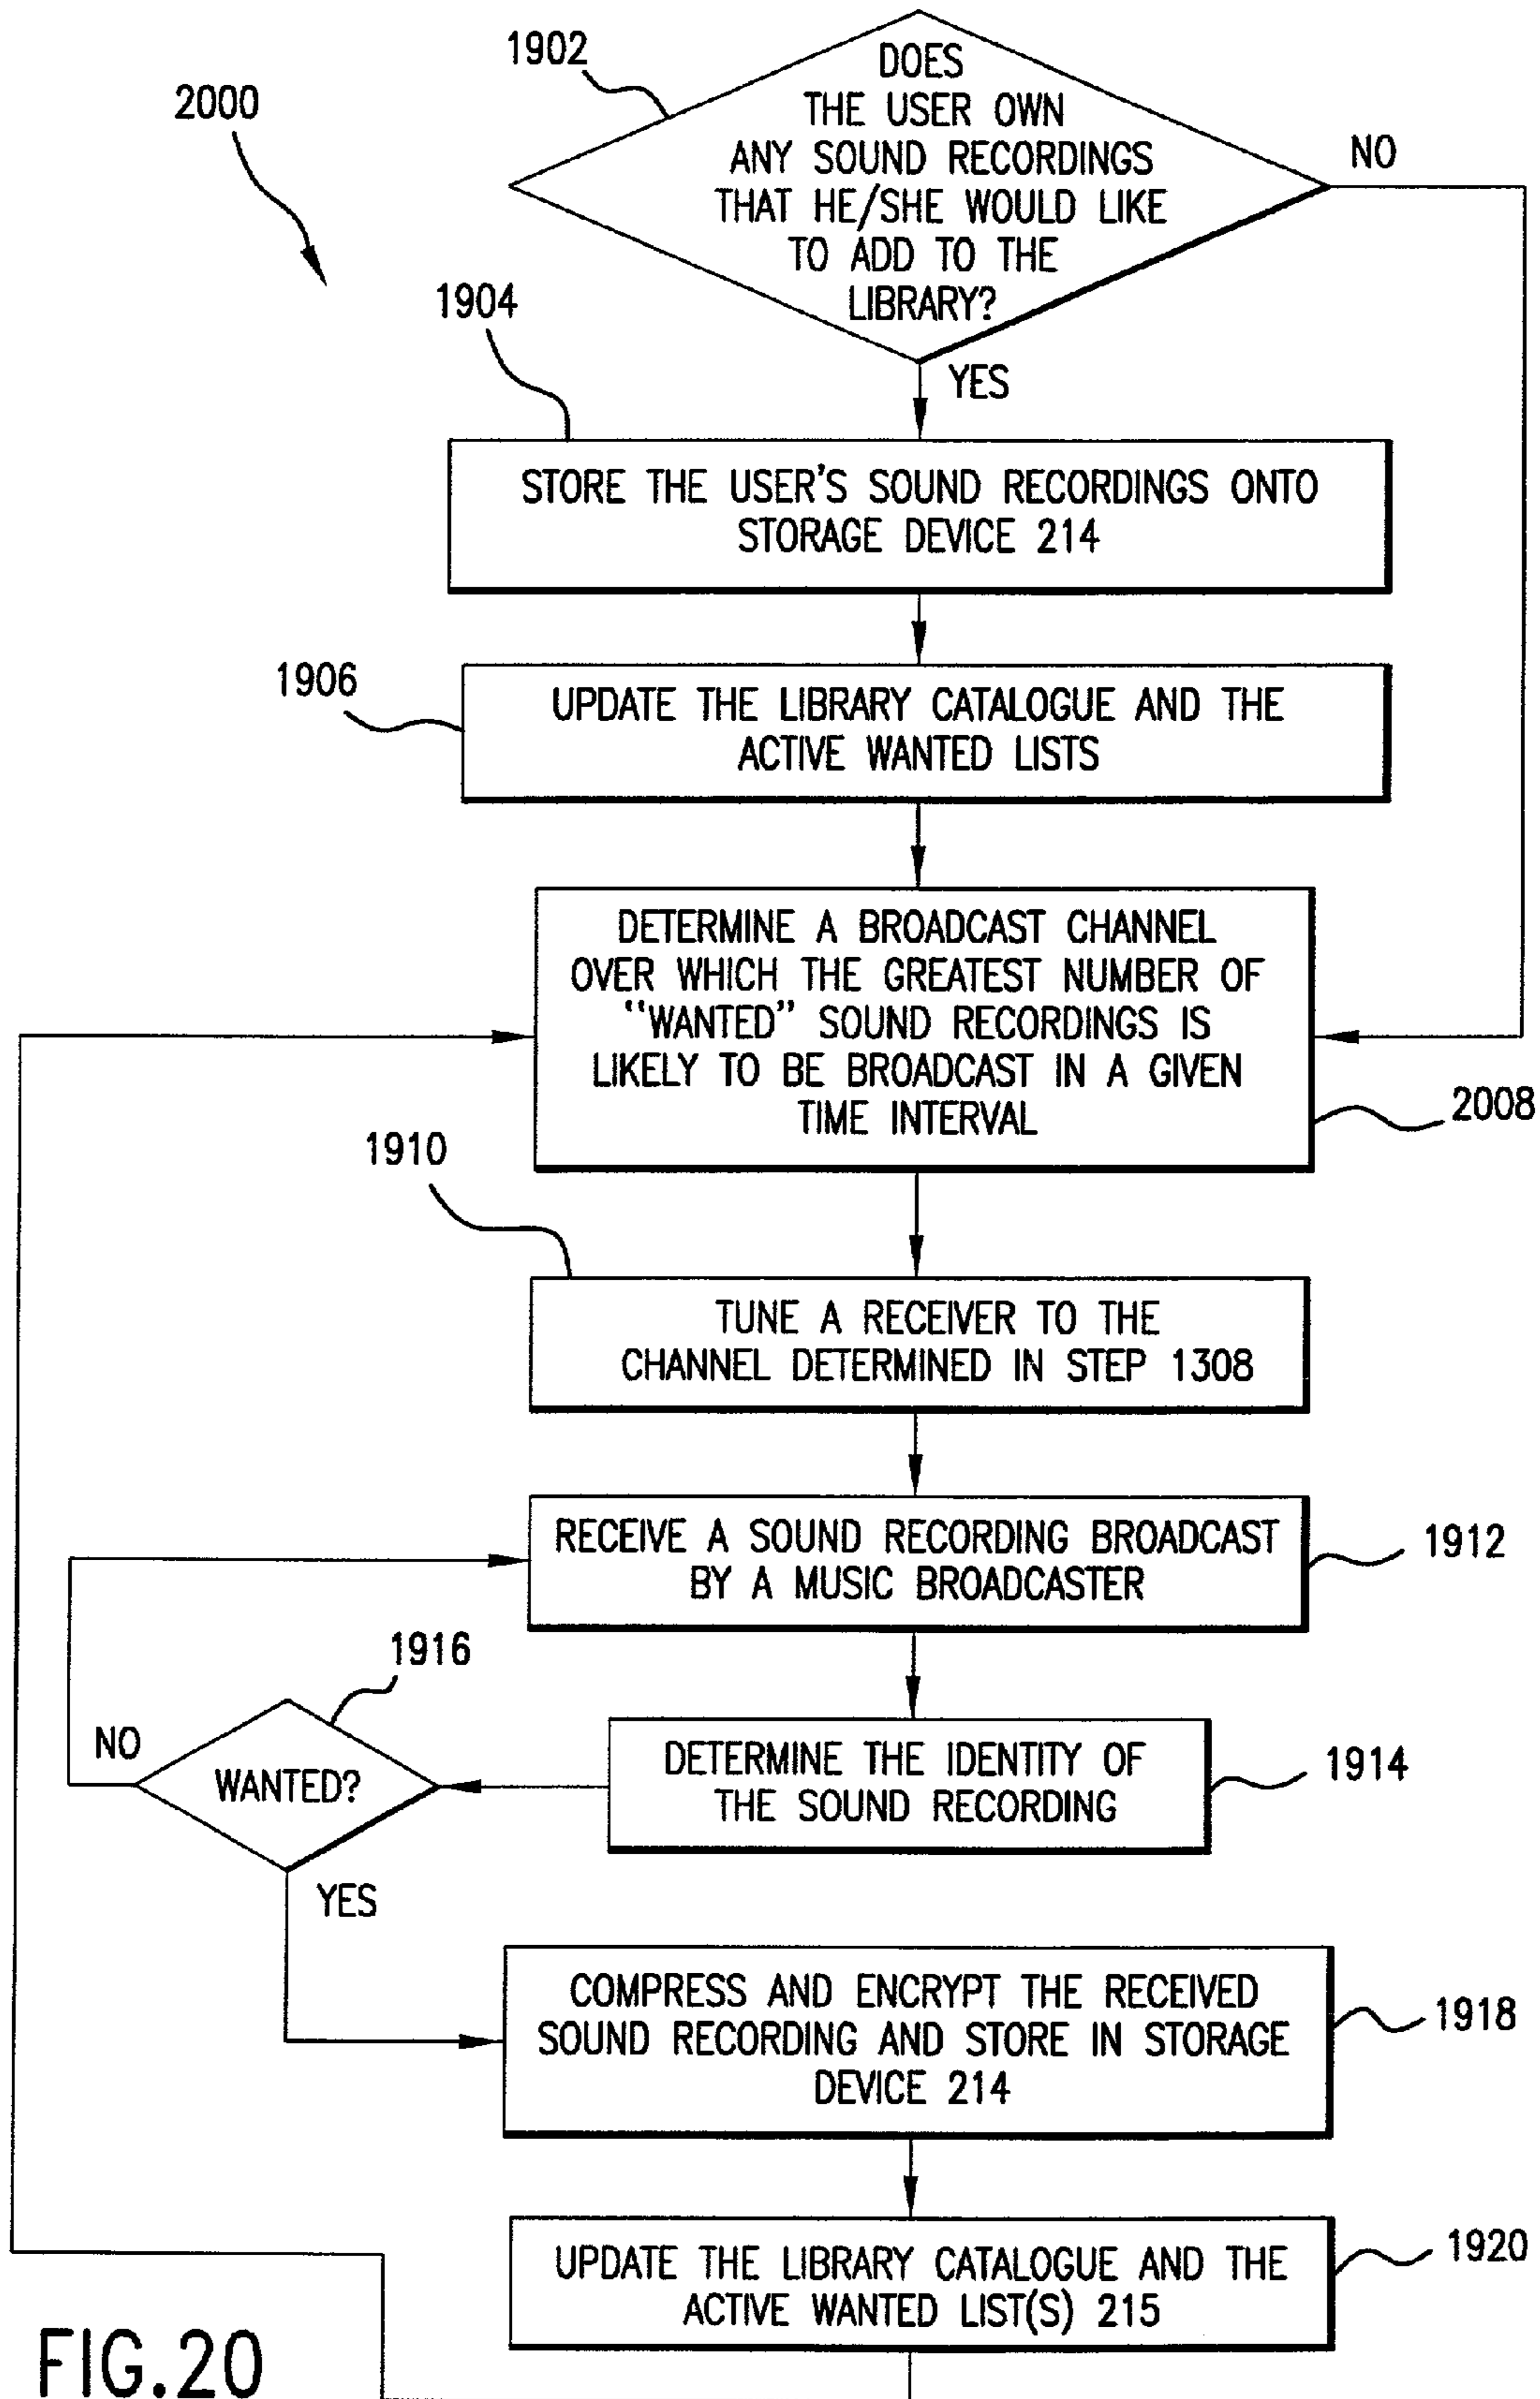 1902
2000
DOES
THE USER OWN
ANY SOUND RECORDINGS
THAT HE/SHE WOULD LIKE
TO ADD TO THE
LIBRARY?
NO
YES
1904
STORE THE USER'S SOUND RECORDINGS ONTO
STORAGE DEVICE 214
1906
UPDATE THE LIBRARY CATALOGUE AND THE
ACTIVE WANTED LISTS
DETERMINE A BROADCAST CHANNEL
OVER WHICH THE GREATEST NUMBER OF
"WANTED" SOUND RECORDINGS IS
LIKELY TO BE BROADCAST IN A GIVEN
TIME INTERVAL
2008
1910
TUNE A RECEIVER TO THE
CHANNEL DETERMINED IN STEP 1308
RECEIVE A SOUND RECORDING BROADCAST
BY A MUSIC BROADCASTER
1912
1916
NO
WANTED?
YES
DETERMINE THE IDENTITY OF
THE SOUND RECORDING
1914
COMPRESS AND ENCRYPT THE RECEIVED
SOUND RECORDING AND STORE IN STORAGE
DEVICE 214
1918
UPDATE THE LIBRARY CATALOGUE AND THE
ACTIVE WANTED LIST(S) 215
1920
FIG.20